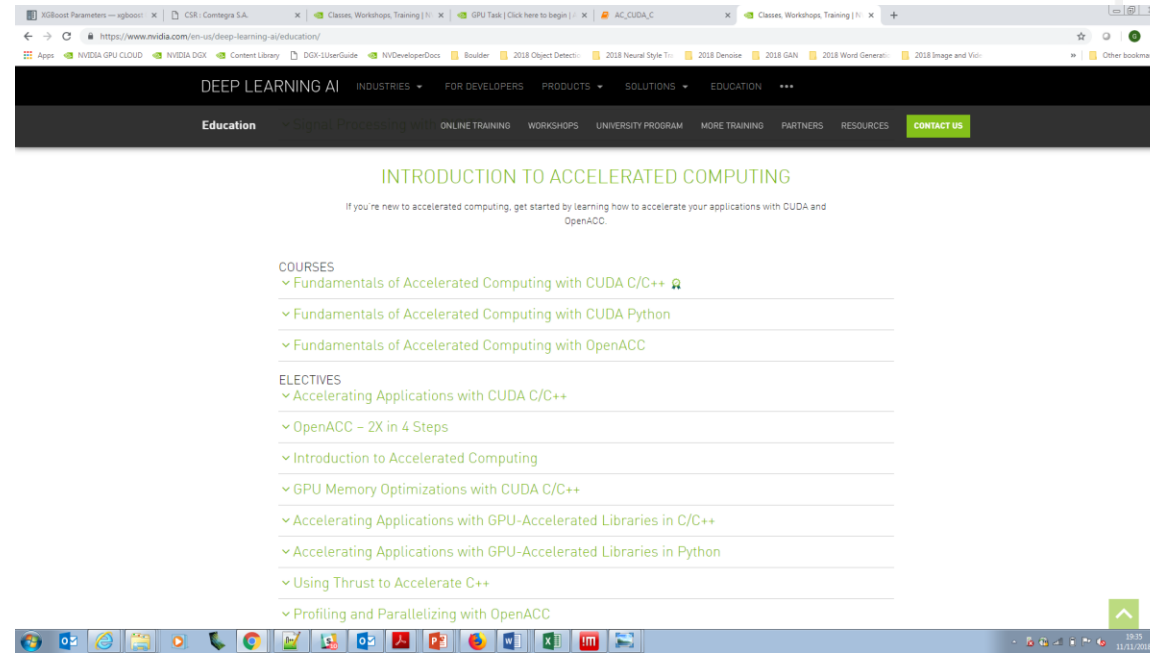 XGBoost Parameters — xgboost
CSR : Comtegra S.A.
Classes, Workshops, Training | N
GPU Task | Click here to begin |
AC_CUDA_C
Classes, Workshops, Training | N
https://www.nvidia.com/en-us/deep-learning-ai/education/
Apps NVIDIA GPU CLOUD NVIDIA DGX Content Library DGX-1UserGuide NVDeveloperDocs Boulder 2018 Object Detectio 2018 Neural Style Tra 2018 Denoise 2018 GAN 2018 Word Generatio 2018 Image and Vide » Other bookma
DEEP LEARNING AI INDUSTRIES FOR DEVELOPERS PRODUCTS SOLUTIONS EDUCATION •••
Education Signal Processing with ONLINE TRAINING WORKSHOPS UNIVERSITY PROGRAM MORE TRAINING PARTNERS RESOURCES CONTACT US
INTRODUCTION TO ACCELERATED COMPUTING
If you're new to accelerated computing, get started by learning how to accelerate your applications with CUDA and
OpenACC.
COURSES
Fundamentals of Accelerated Computing with CUDA C/C++
Fundamentals of Accelerated Computing with CUDA Python
Fundamentals of Accelerated Computing with OpenACC
ELECTIVES
Accelerating Applications with CUDA C/C++
OpenACC – 2X in 4 Steps
Introduction to Accelerated Computing
GPU Memory Optimizations with CUDA C/C++
Accelerating Applications with GPU-Accelerated Libraries in C/C++
Accelerating Applications with GPU-Accelerated Libraries in Python
Using Thrust to Accelerate C++
Profiling and Parallelizing with OpenACC
19:35
11/11/2018